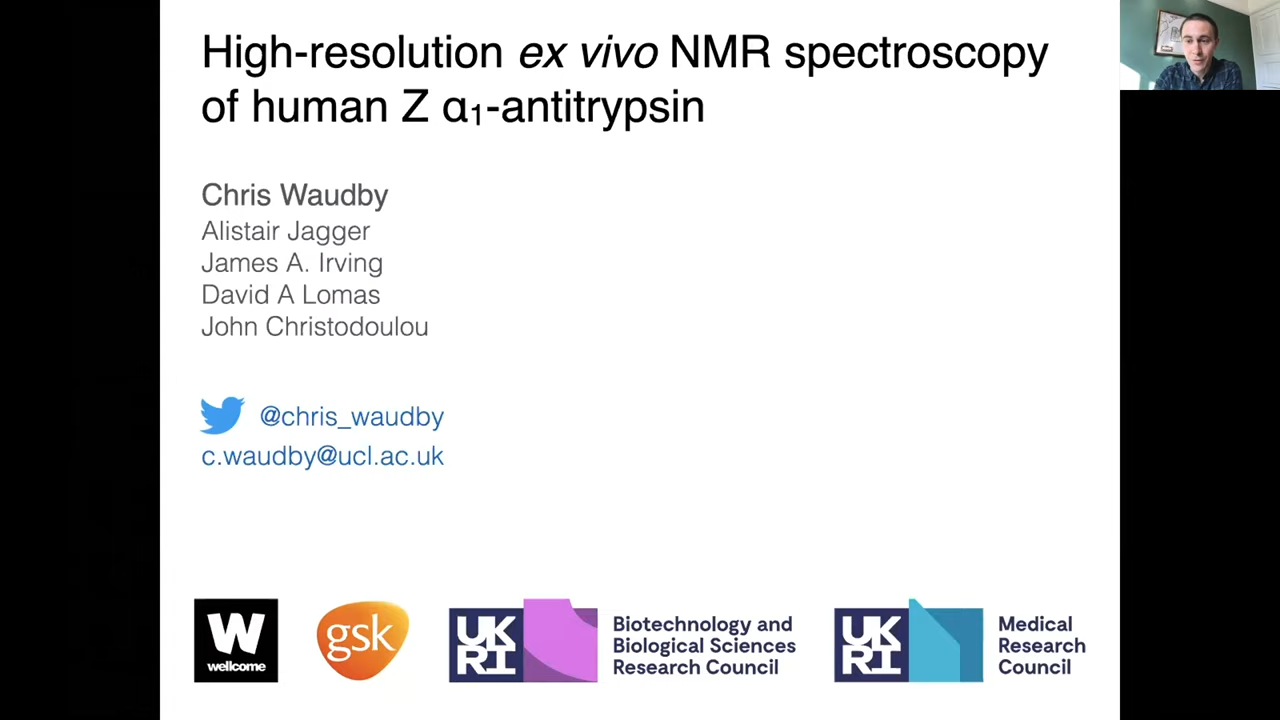 High-resolution ex vivo NMR spectroscopy
of human Z α₁-antitrypsin
Chris Waudby
Alistair Jagger
James A. Irving
David A Lomas
John Christodoulou
@chris_waudby
c.waudby@ucl.ac.uk
W
wellcome
gsk
UK
RI
Biotechnology and
Biological Sciences
Research Council
UK
RI
Medical
Research
Council